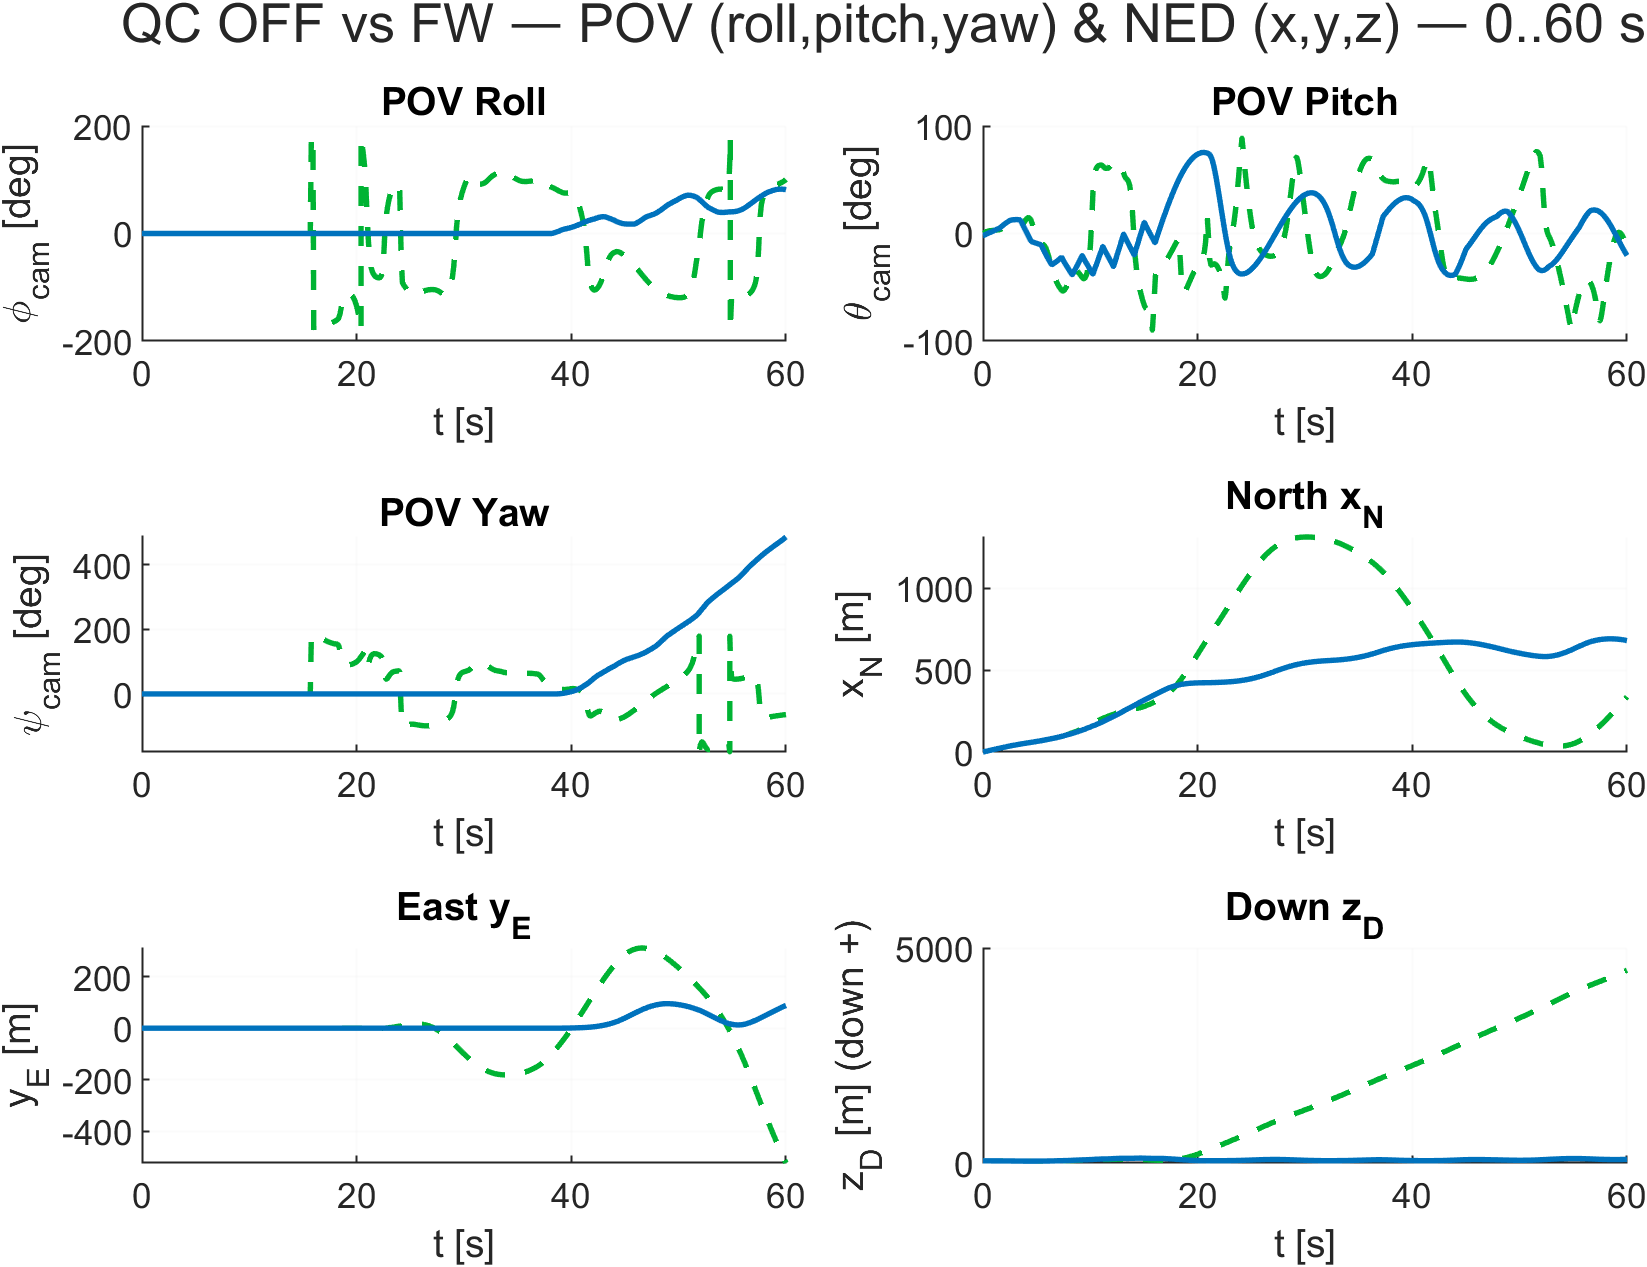 QC OFF vs FW — POV (roll,pitch,yaw) & NED (x,y,z) — 0..60 s
POV Roll
200
0
-200
ϕcam [deg]
0 20 40 60
t [s]
POV Pitch
100
0
-100
θcam [deg]
0 20 40 60
t [s]
POV Yaw
400
200
0
ψcam [deg]
0 20 40 60
t [s]
North xN
1000
500
0
xN [m]
0 20 40 60
t [s]
East yE
200
0
-200
-400
yE [m]
0 20 40 60
t [s]
Down zD
5000
0
zD [m] (down +)
0 20 40 60
t [s]